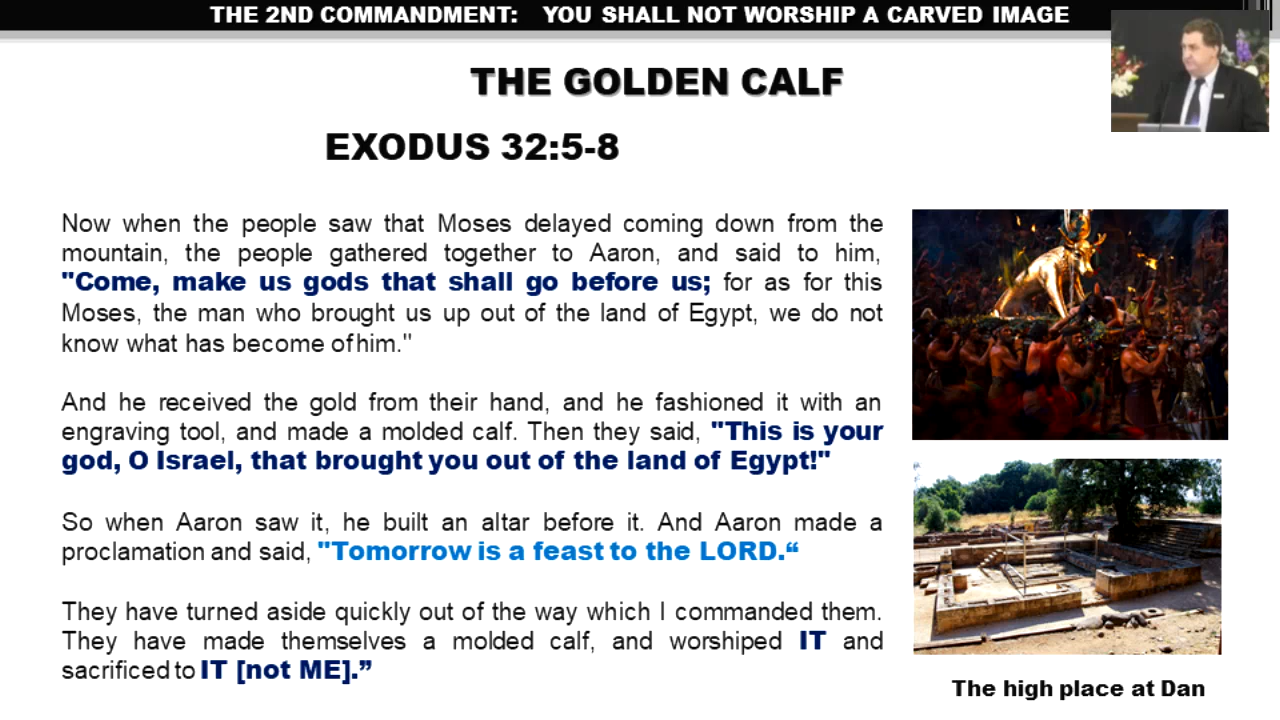 THE 2ND COMMANDMENT: YOU SHALL NOT WORSHIP A CARVED IMAGE
THE GOLDEN CALF
EXODUS 32:5-8
Now when the people saw that Moses delayed coming down from the
mountain, the people gathered together to Aaron, and said to him,
"Come, make us gods that shall go before us; for as for this
Moses, the man who brought us up out of the land of Egypt, we do not
know what has become of him."
And he received the gold from their hand, and he fashioned it with an
engraving tool, and made a molded calf. Then they said, "This is your
god, O Israel, that brought you out of the land of Egypt!"
So when Aaron saw it, he built an altar before it. And Aaron made a
proclamation and said, "Tomorrow is a feast to the LORD.“
They have turned aside quickly out of the way which I commanded them.
They have made themselves a molded calf, and worshiped IT and
sacrificed to IT [not ME].”
The high place at Dan